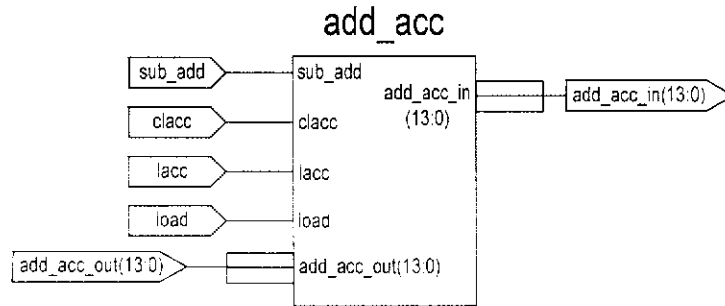 add_acc
sub_add
sub_add
add_acc_in
(13:0)
add_acc_in(13:0)
clacc
clacc
lacc
lacc
load
load
add_acc_out(13:0)
add_acc_out(13:0)